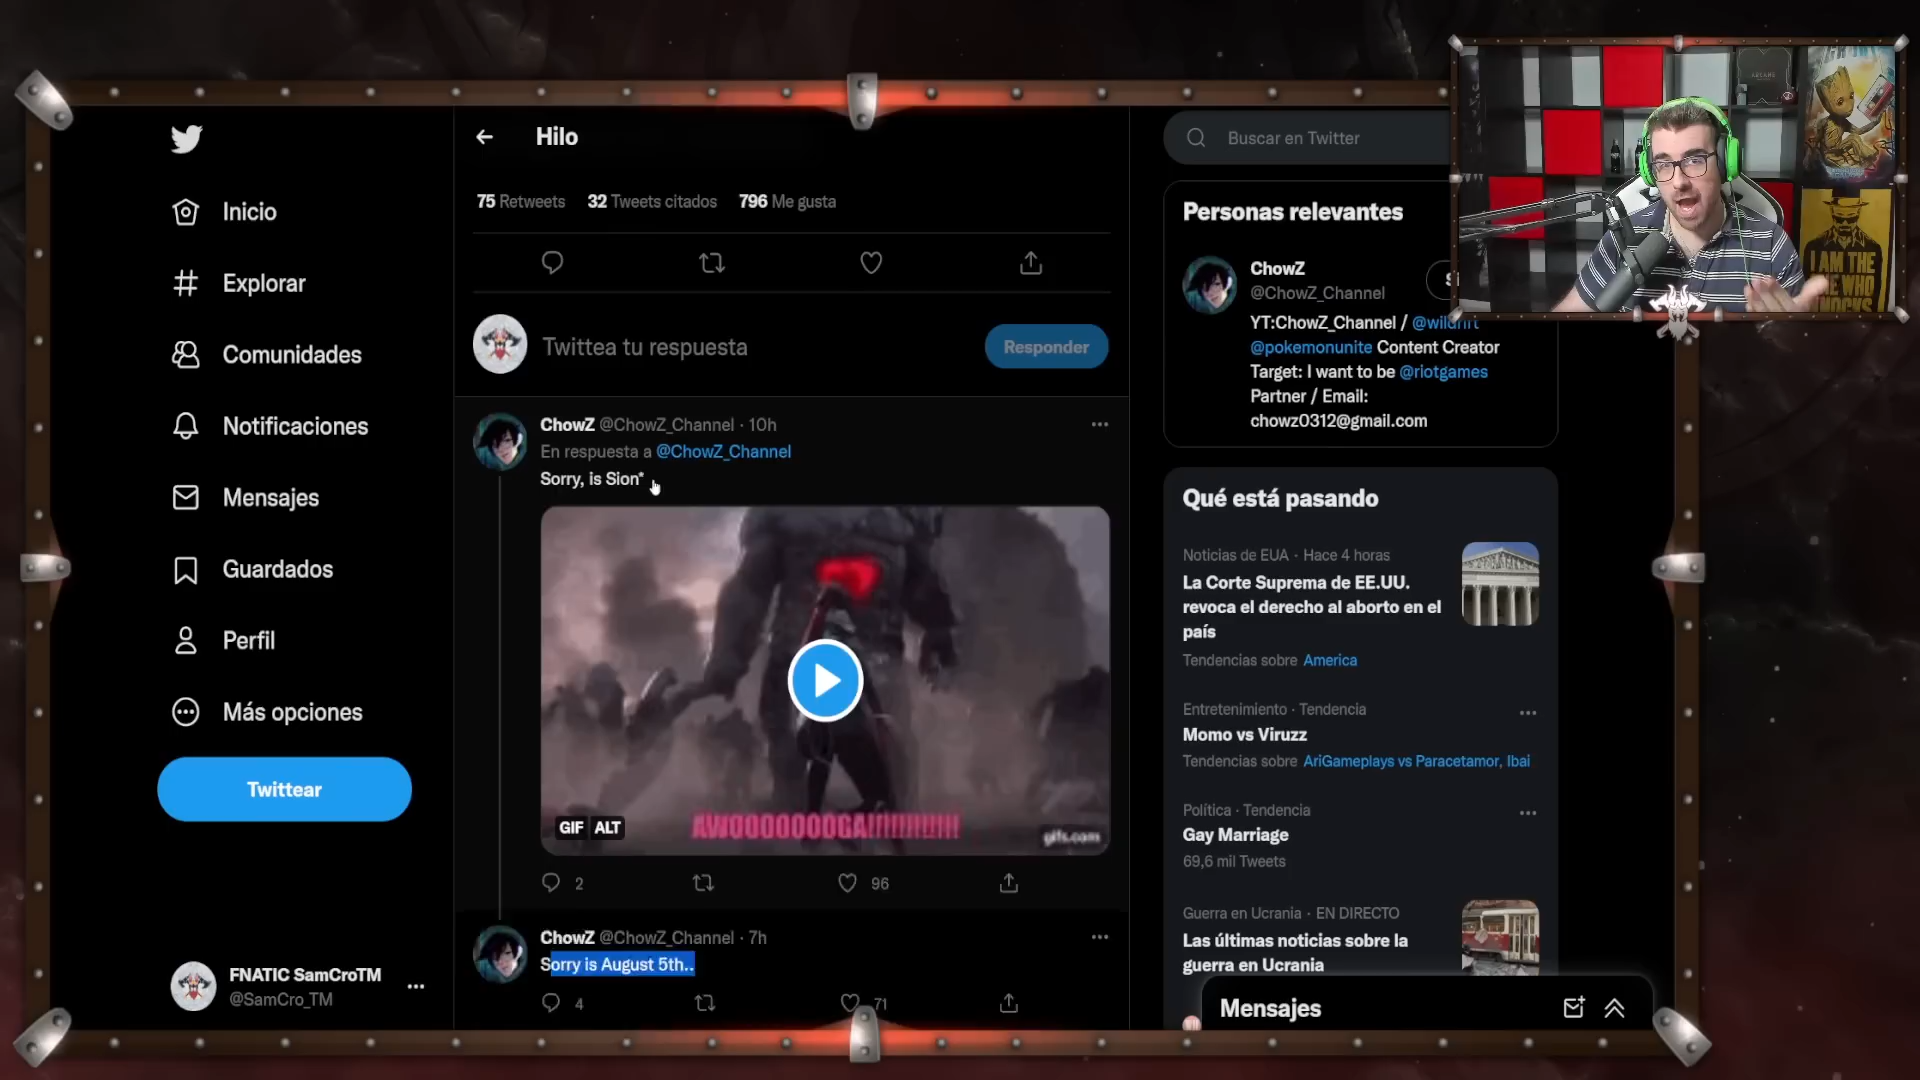 Hilo
75 Retweets 32 Tweets citados 796 Me gusta
Twittea tu respuesta
Responder
Inicio
Explorar
Comunidades
Notificaciones
Mensajes
Guardados
Perfil
Más opciones
Twittear
FNATIC SamCroTM
@SamCro_TM
ChowZ @ChowZ_Channel · 10h
En respuesta a @ChowZ_Channel
Sorry, is Sion*
AWOOOOOOOGA!!!!!!!!!!!
GIF ALT
gifs.com
2
96
ChowZ @ChowZ_Channel · 7h
Sorry is August 5th..
4
71
Buscar en Twitter
Personas relevantes
ChowZ
@ChowZ_Channel
YT:ChowZ_Channel / @wildrift
@pokemonunite Content Creator
Target: I want to be @riotgames
Partner / Email:
chowz0312@gmail.com
Qué está pasando
Noticias de EUA · Hace 4 horas
La Corte Suprema de EE.UU.
revoca el derecho al aborto en el
país
Tendencias sobre America
Entretenimiento · Tendencia
Momo vs Viruzz
Tendencias sobre AriGameplays vs Paracetamor, Ibai
Política · Tendencia
Gay Marriage
69,6 mil Tweets
Guerra en Ucrania · EN DIRECTO
Las últimas noticias sobre la
guerra en Ucrania
Mensajes
ARCANE
I AM THE
WHO
KNOCKS